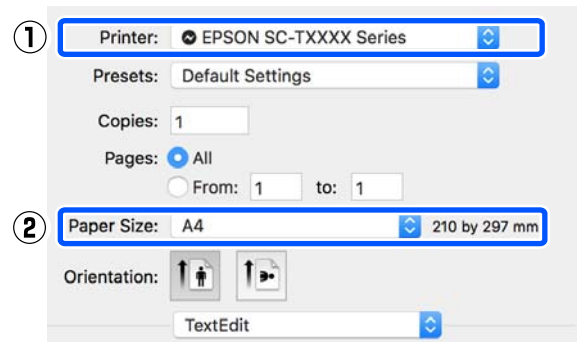 ① Printer: EPSON SC-TXXXX Series
Presets: Default Settings
Copies: 1
Pages: All
From: 1 to: 1
② Paper Size: A4 210 by 297 mm
Orientation:
TextEdit